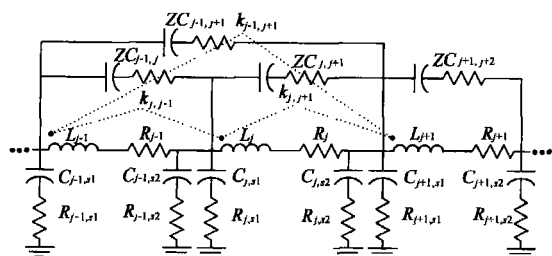 ZC_{j-1, j+1} k_{j-1, j+1}
ZC_{j-1, j} ZC_{j, j+1} ZC_{j+1, j+2}
k_{j, j-1} k_{j, j+1}
L_{j-1} R_{j-1} L_j R_j L_{j+1} R_{j+1}
C_{j-1,s1} C_{j-1,s2} C_{j,s1} C_{j,s2} C_{j+1,s1} C_{j+1,s2}
R_{j-1,s1} R_{j-1,s2} R_{j,s1} R_{j,s2} R_{j+1,s1} R_{j+1,s2}